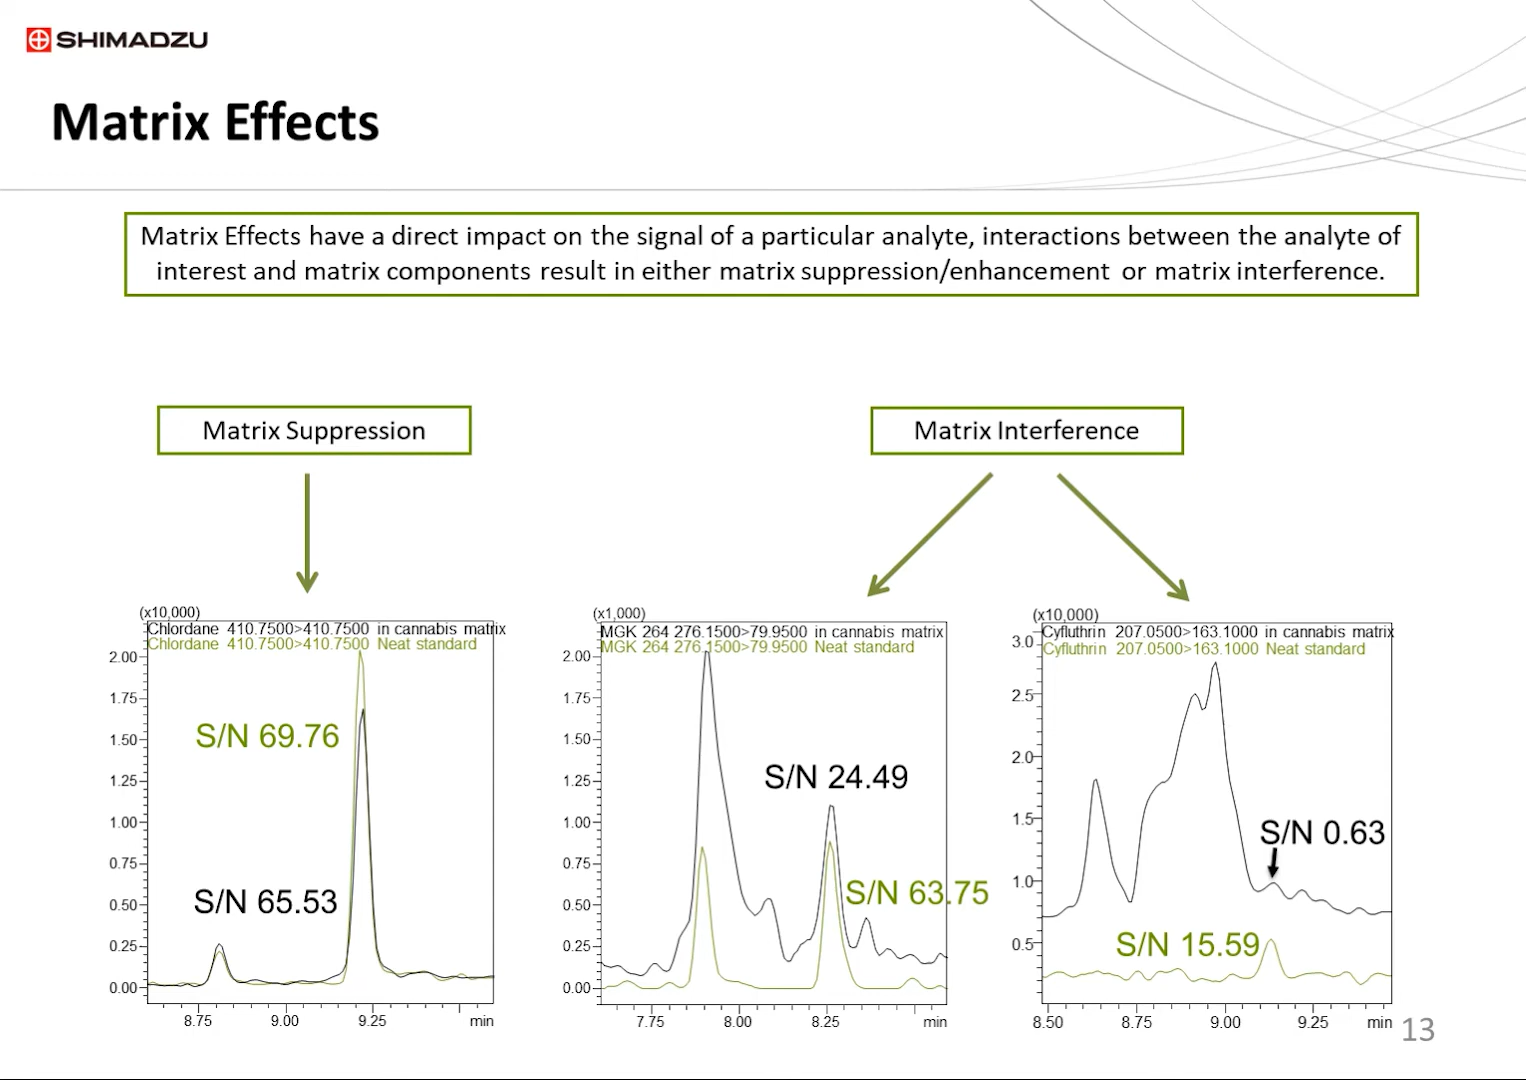 SHIMADZU
Matrix Effects
Matrix Effects have a direct impact on the signal of a particular analyte, interactions between the analyte of
interest and matrix components result in either matrix suppression/enhancement or matrix interference.
Matrix Suppression
Matrix Interference
(x10,000)
Chlordane 410.7500>410.7500 in cannabis matrix
Chlordane 410.7500>410.7500 Neat standard
2.00
1.75
1.50
1.25
1.00
0.75
0.50
0.25
0.00
S/N 69.76
S/N 65.53
8.75 9.00 9.25 min
(x1,000)
MGK 264 276.1500>79.9500 in cannabis matrix
MGK 264 276.1500>79.9500 Neat standard
2.00
1.75
1.50
1.25
1.00
0.75
0.50
0.25
0.00
S/N 24.49
S/N 63.75
7.75 8.00 8.25 min
(x10,000)
Cyfluthrin 207.0500>163.1000 in cannabis matrix
Cyfluthrin 207.0500>163.1000 Neat standard
3.0
2.5
2.0
1.5
1.0
0.5
S/N 0.63
S/N 15.59
8.50 8.75 9.00 9.25 min
13